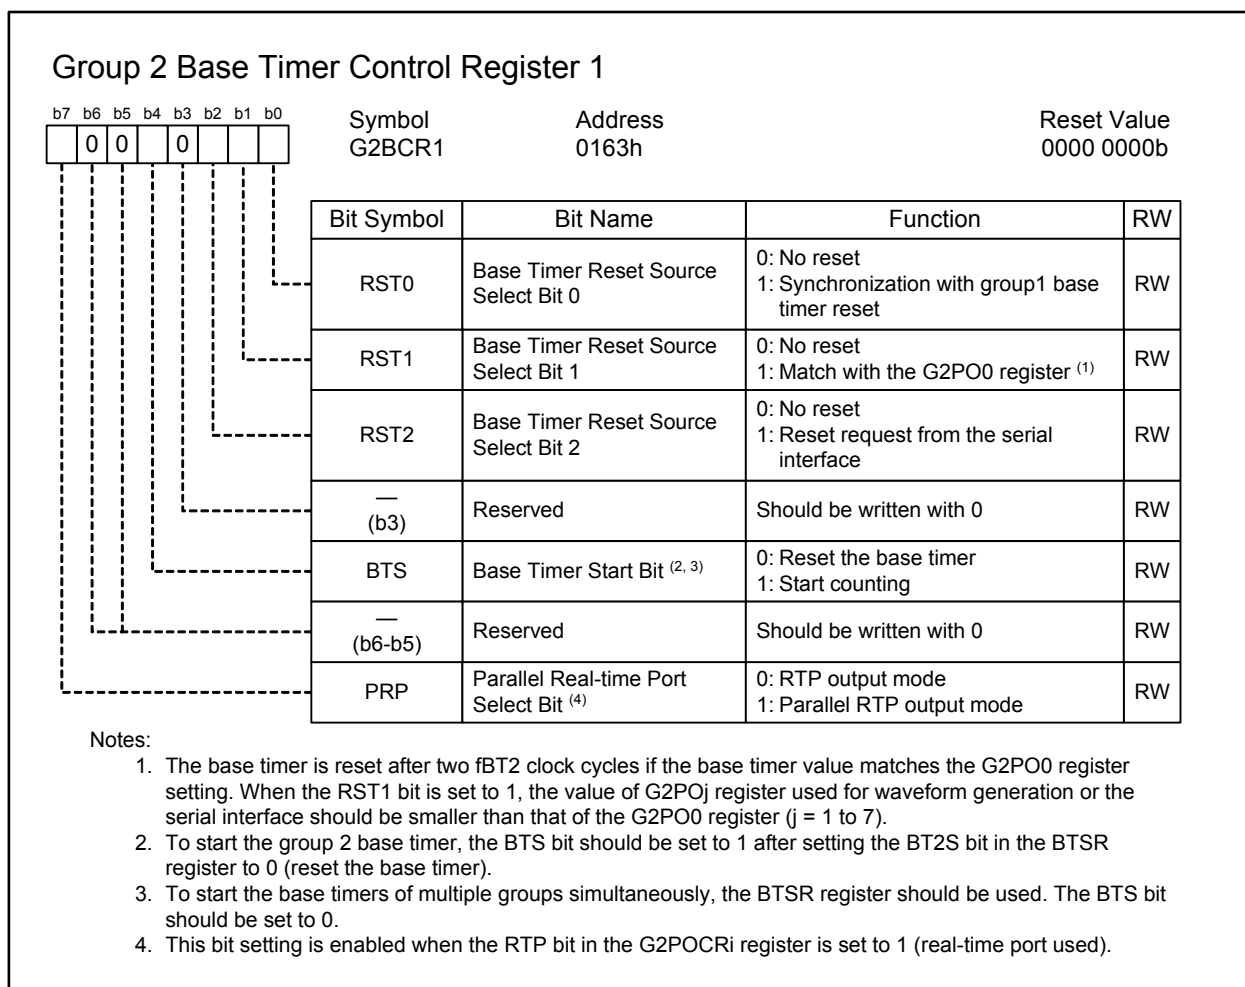 Group 2 Base Timer Control Register 1
b7 b6 b5 b4 b3 b2 b1 b0
0 0 0
Symbol Address Reset Value
G2BCR1 0163h 0000 0000b
Bit Symbol Bit Name Function RW
RST0 Base Timer Reset Source Select Bit 0 0: No reset RW
1: Synchronization with group1 base
timer reset
RST1 Base Timer Reset Source Select Bit 1 0: No reset RW
1: Match with the G2PO0 register (1)
RST2 Base Timer Reset Source Select Bit 2 0: No reset RW
1: Reset request from the serial
interface
— (b3) Reserved Should be written with 0 RW
BTS Base Timer Start Bit (2, 3) 0: Reset the base timer RW
1: Start counting
— (b6-b5) Reserved Should be written with 0 RW
PRP Parallel Real-time Port Select Bit (4) 0: RTP output mode RW
1: Parallel RTP output mode
Notes:
1. The base timer is reset after two fBT2 clock cycles if the base timer value matches the G2PO0 register
setting. When the RST1 bit is set to 1, the value of G2POj register used for waveform generation or the
serial interface should be smaller than that of the G2PO0 register (j = 1 to 7).
2. To start the group 2 base timer, the BTS bit should be set to 1 after setting the BT2S bit in the BTSR
register to 0 (reset the base timer).
3. To start the base timers of multiple groups simultaneously, the BTSR register should be used. The BTS bit
should be set to 0.
4. This bit setting is enabled when the RTP bit in the G2POCRi register is set to 1 (real-time port used).